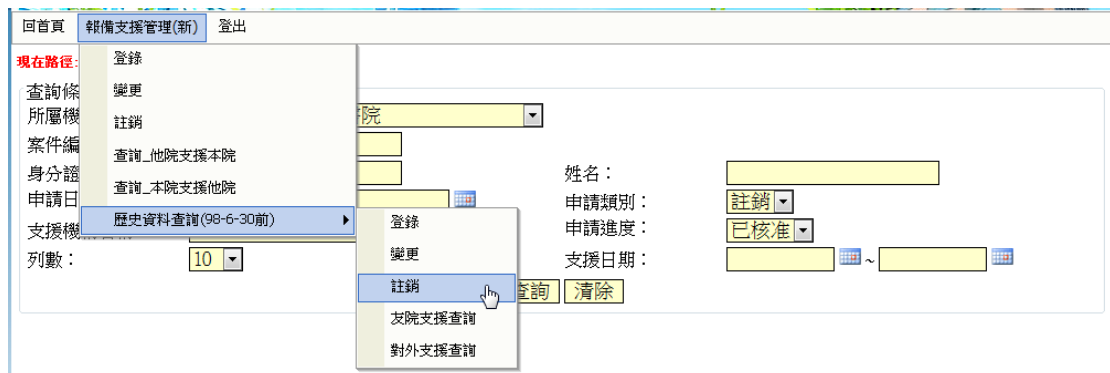 回首頁 報備支援管理(新) 登出
現在路徑:
登錄
變更
註銷
查詢_他院支援本院
查詢_本院支援他院
歷史資料查詢(98-6-30前)
登錄
變更
註銷
友院支援查詢
對外支援查詢
查詢條
所屬機 院
案件編
身分證 姓名：
申請日 申請類別： 註銷
支援機 申請進度： 已核准
列數： 10 支援日期： ~
查詢 清除